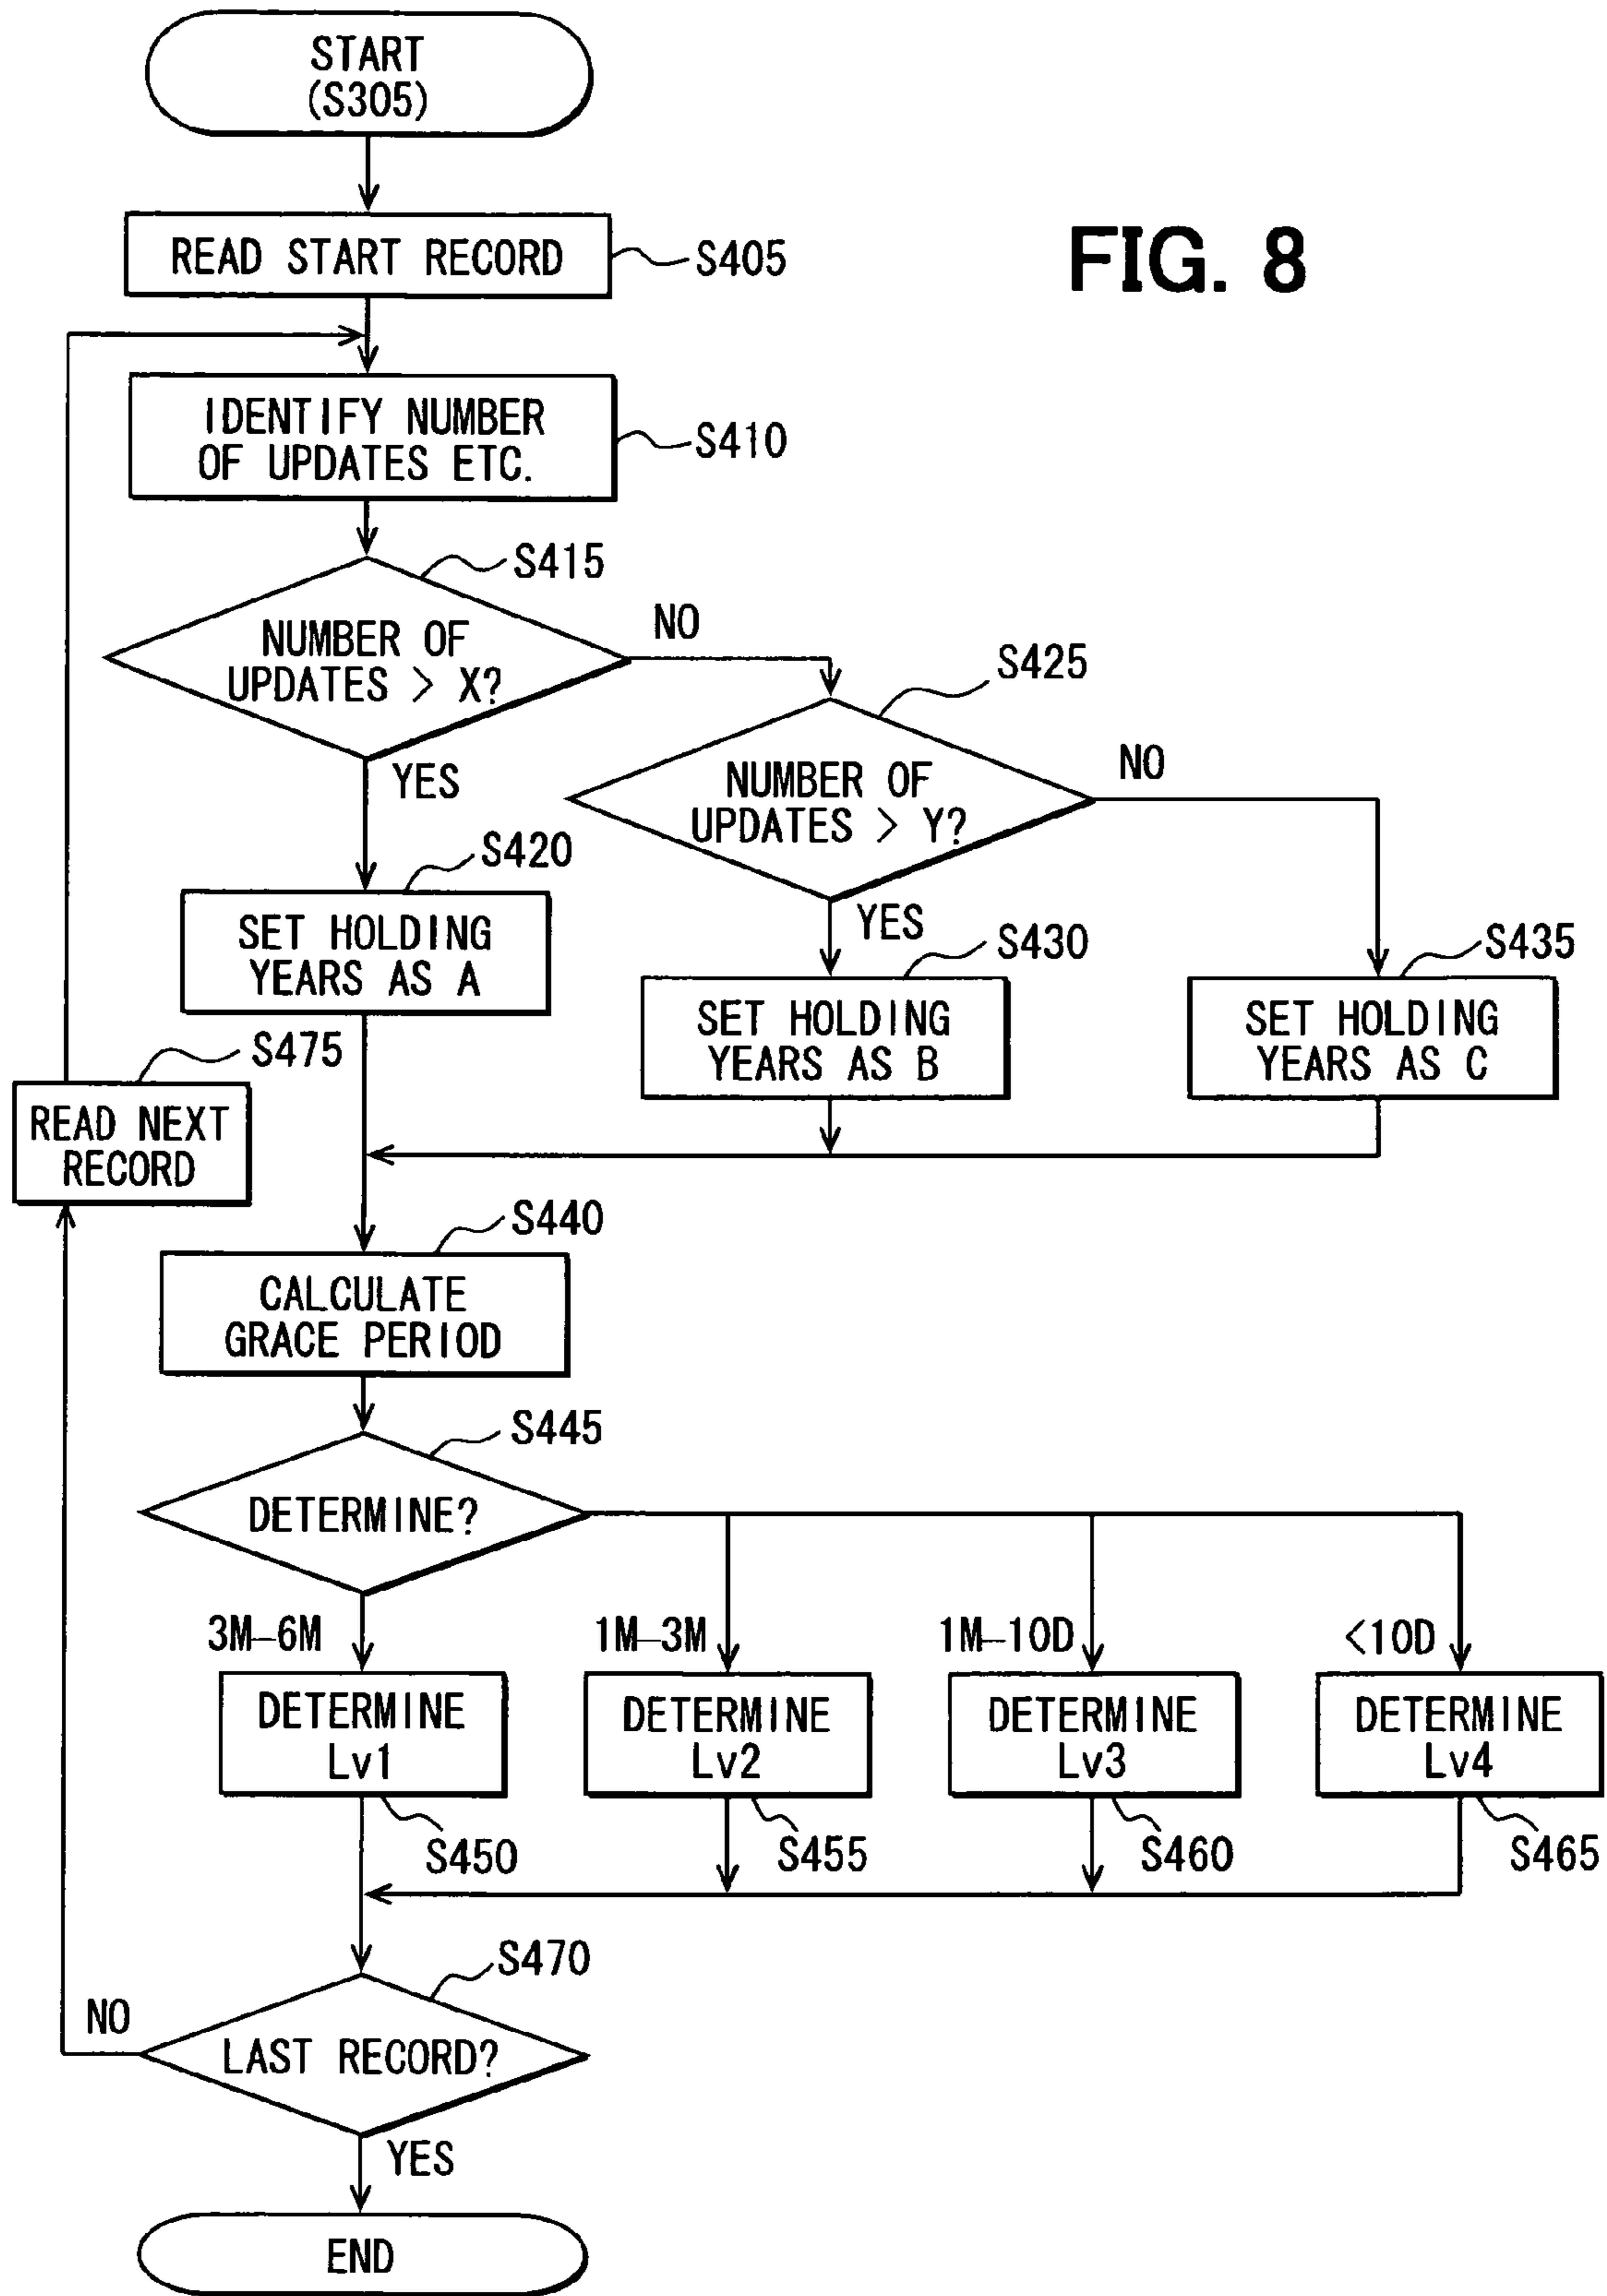 START
(S305)
FIG. 8
READ START RECORD
S405
IDENTIFY NUMBER
OF UPDATES ETC.
S410
S415
NUMBER OF
UPDATES > X?
NO
YES
S425
NUMBER OF
UPDATES > Y?
NO
YES
S420
SET HOLDING
YEARS AS A
S430
SET HOLDING
YEARS AS B
S435
SET HOLDING
YEARS AS C
S475
READ NEXT
RECORD
S440
CALCULATE
GRACE PERIOD
S445
DETERMINE?
3M-6M
1M-3M
1M-10D
<10D
DETERMINE
Lv1
DETERMINE
Lv2
DETERMINE
Lv3
DETERMINE
Lv4
S450
S455
S460
S465
S470
LAST RECORD?
NO
YES
END